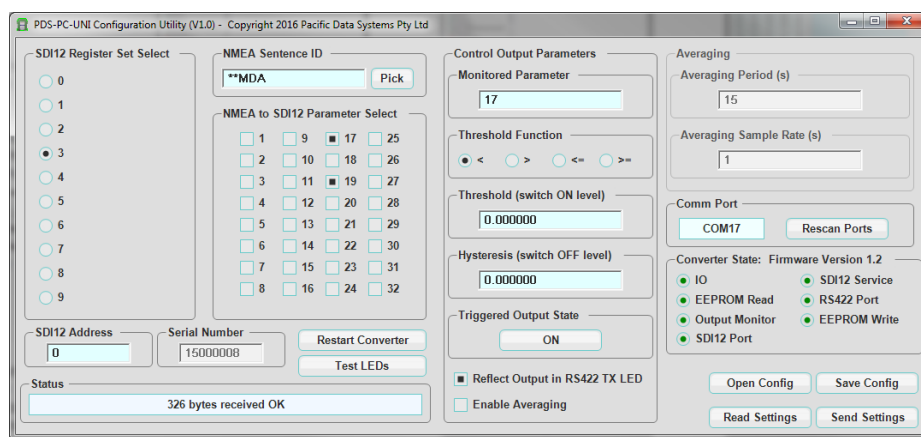 PDS-PC-UNI Configuration Utility (V1.0) - Copyright 2016 Pacific Data Systems Pty Ltd
SDI12 Register Set Select
0
1
2
3
4
5
6
7
8
9
SDI12 Address
0
Serial Number
15000008
NMEA Sentence ID
**MDA
Pick
NMEA to SDI12 Parameter Select
1 9 17 25
2 10 18 26
3 11 19 27
4 12 20 28
5 13 21 29
6 14 22 30
7 15 23 31
8 16 24 32
Restart Converter
Test LEDs
Status
326 bytes received OK
Control Output Parameters
Monitored Parameter
17
Threshold Function
< > <= >=
Threshold (switch ON level)
0.000000
Hysteresis (switch OFF level)
0.000000
Triggered Output State
ON
Reflect Output in RS422 TX LED
Enable Averaging
Averaging
Averaging Period (s)
15
Averaging Sample Rate (s)
1
Comm Port
COM17
Rescan Ports
Converter State: Firmware Version 1.2
IO SDI12 Service
EEPROM Read RS422 Port
Output Monitor EEPROM Write
SDI12 Port
Open Config Save Config
Read Settings Send Settings